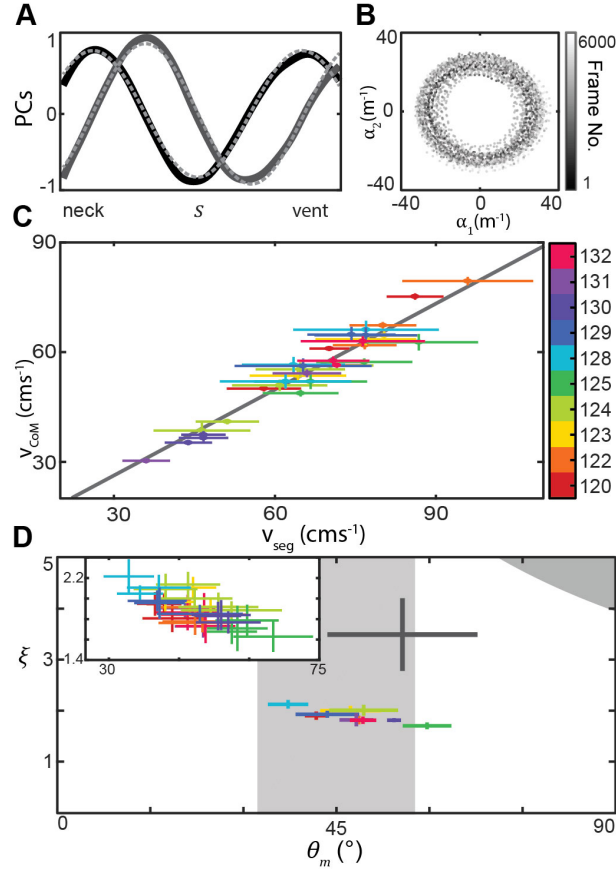 A
PCs
1
0
-1
neck
s
vent
B
α2(m-1)
40
0
-40
-40
0
40
α1(m-1)
6000
1
Frame No.
C
vCoM (cms-1)
90
60
30
30
60
90
vseg (cms-1)
132
131
130
129
128
125
124
123
122
120
D
ξ
5
3
1
2.2
1.4
30
75
0
45
90
θm (°)